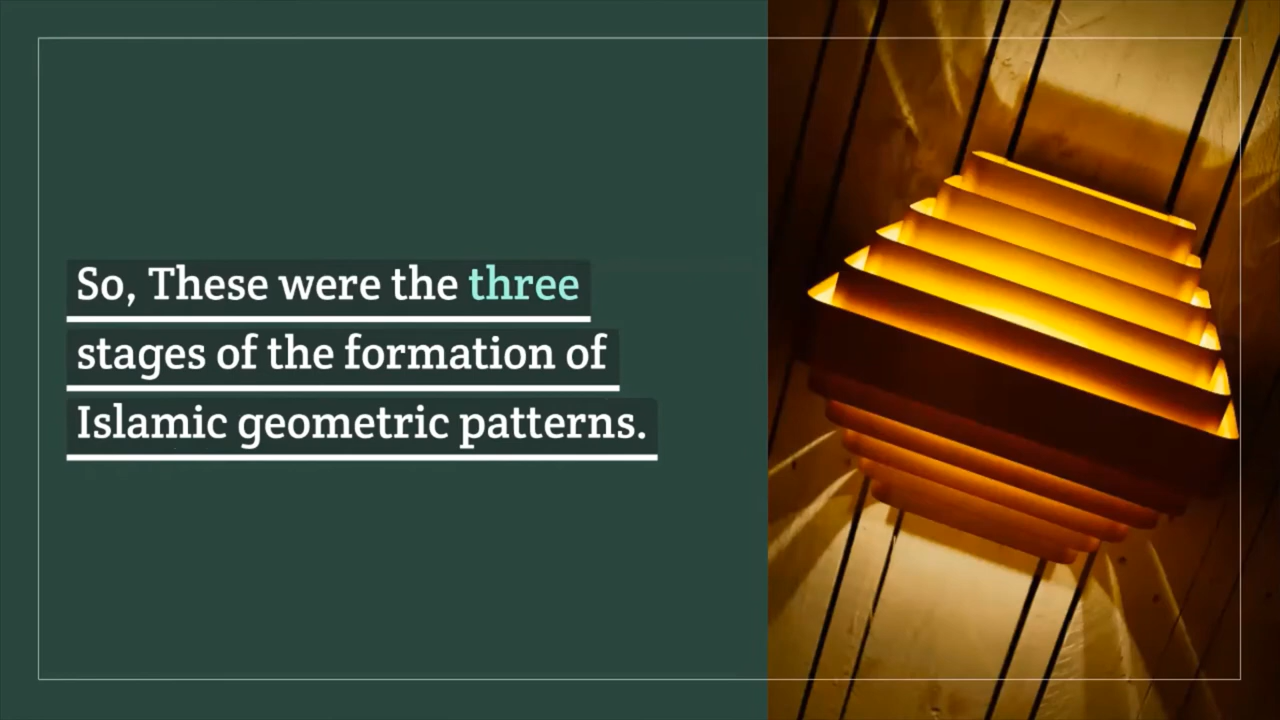 So, These were the three
stages of the formation of
Islamic geometric patterns.